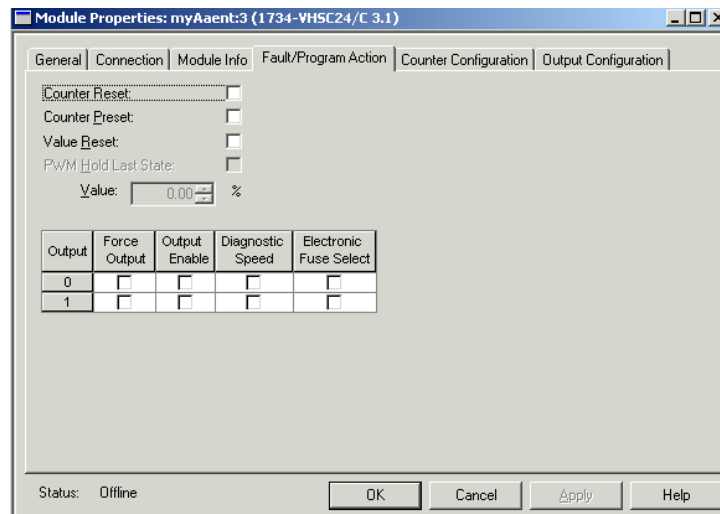 Module Properties: myAaent:3 (1734-VHSC24/C 3.1)
General Connection Module Info Fault/Program Action Counter Configuration Output Configuration
Counter Reset:
Counter Preset:
Value Reset:
PWM Hold Last State:
Value: 0.00 %
Output Force Output Output Enable Diagnostic Speed Electronic Fuse Select
0
1
Status: Offline OK Cancel Apply Help